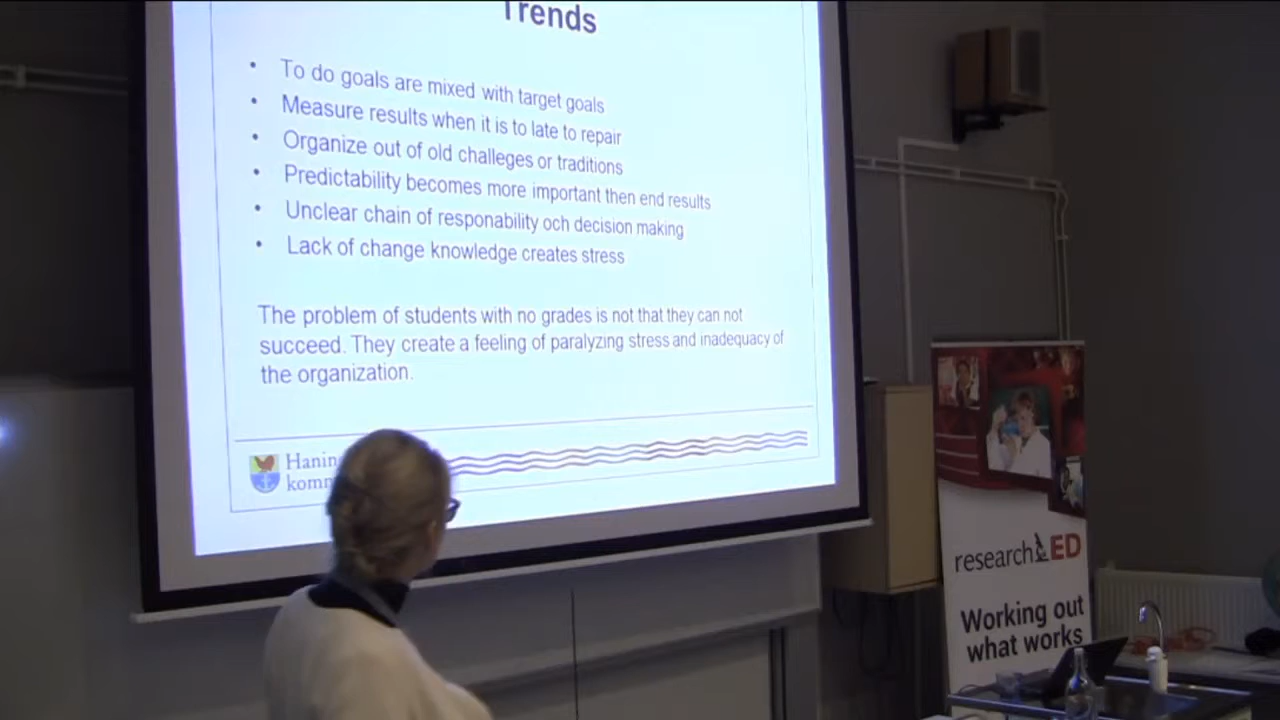 Trends
• To do goals are mixed with target goals
• Measure results when it is to late to repair
• Organize out of old challeges or traditions
• Predictability becomes more important then end results
• Unclear chain of responability och decision making
• Lack of change knowledge creates stress
The problem of students with no grades is not that they can not
succeed. They create a feeling of paralyzing stress and inadequacy of
the organization.
Hanin
komm
researchED
Working out
what works